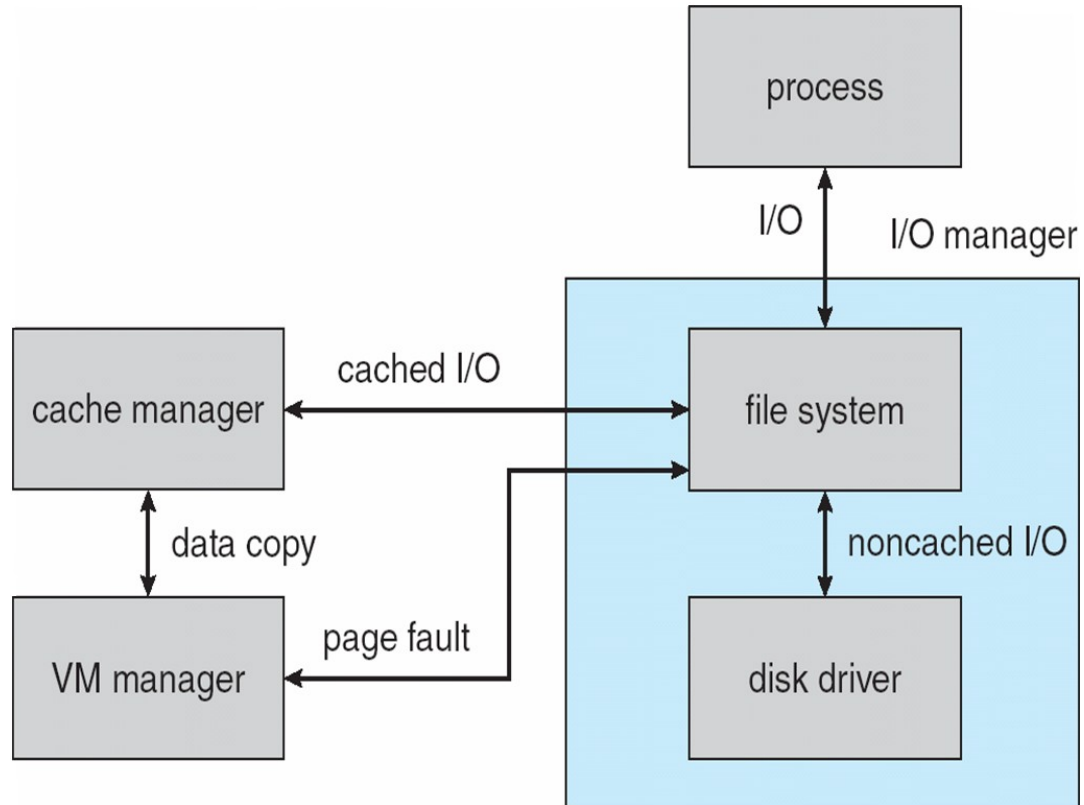 process
I/O
I/O manager
cached I/O
cache manager
file system
data copy
noncached I/O
page fault
VM manager
disk driver